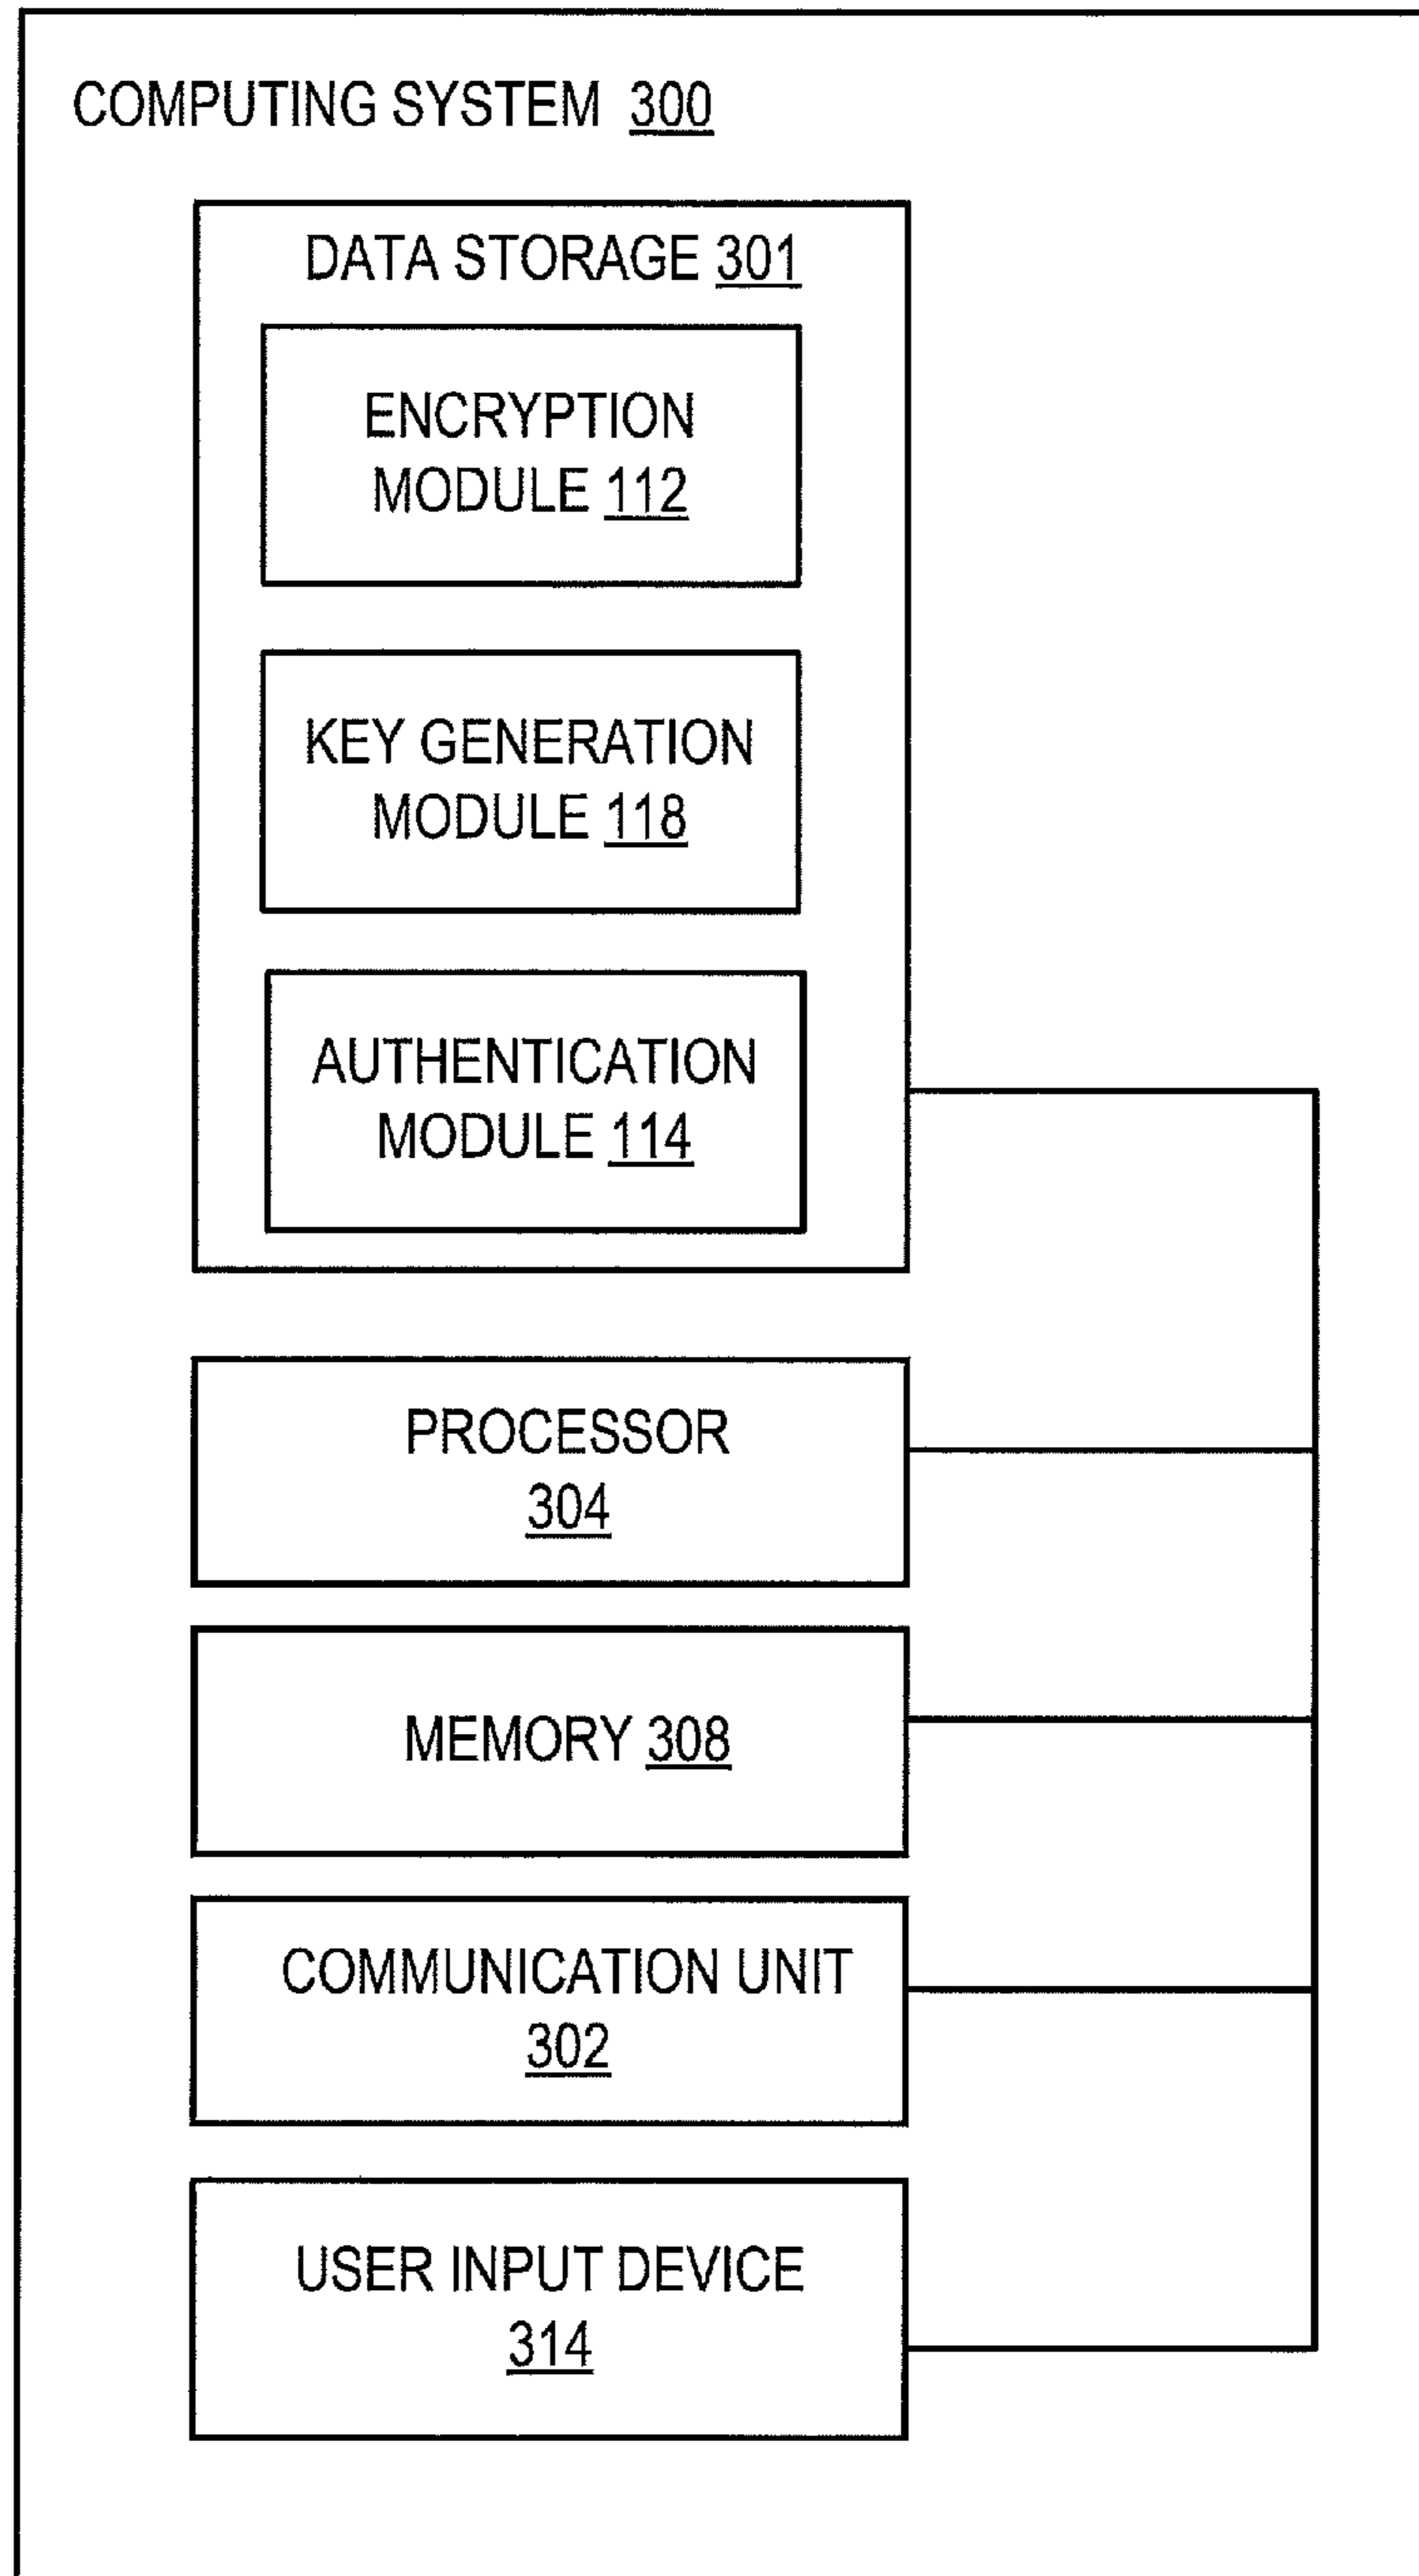 COMPUTING SYSTEM 300
DATA STORAGE 301
ENCRYPTION
MODULE 112
KEY GENERATION
MODULE 118
AUTHENTICATION
MODULE 114
PROCESSOR
304
MEMORY 308
COMMUNICATION UNIT
302
USER INPUT DEVICE
314